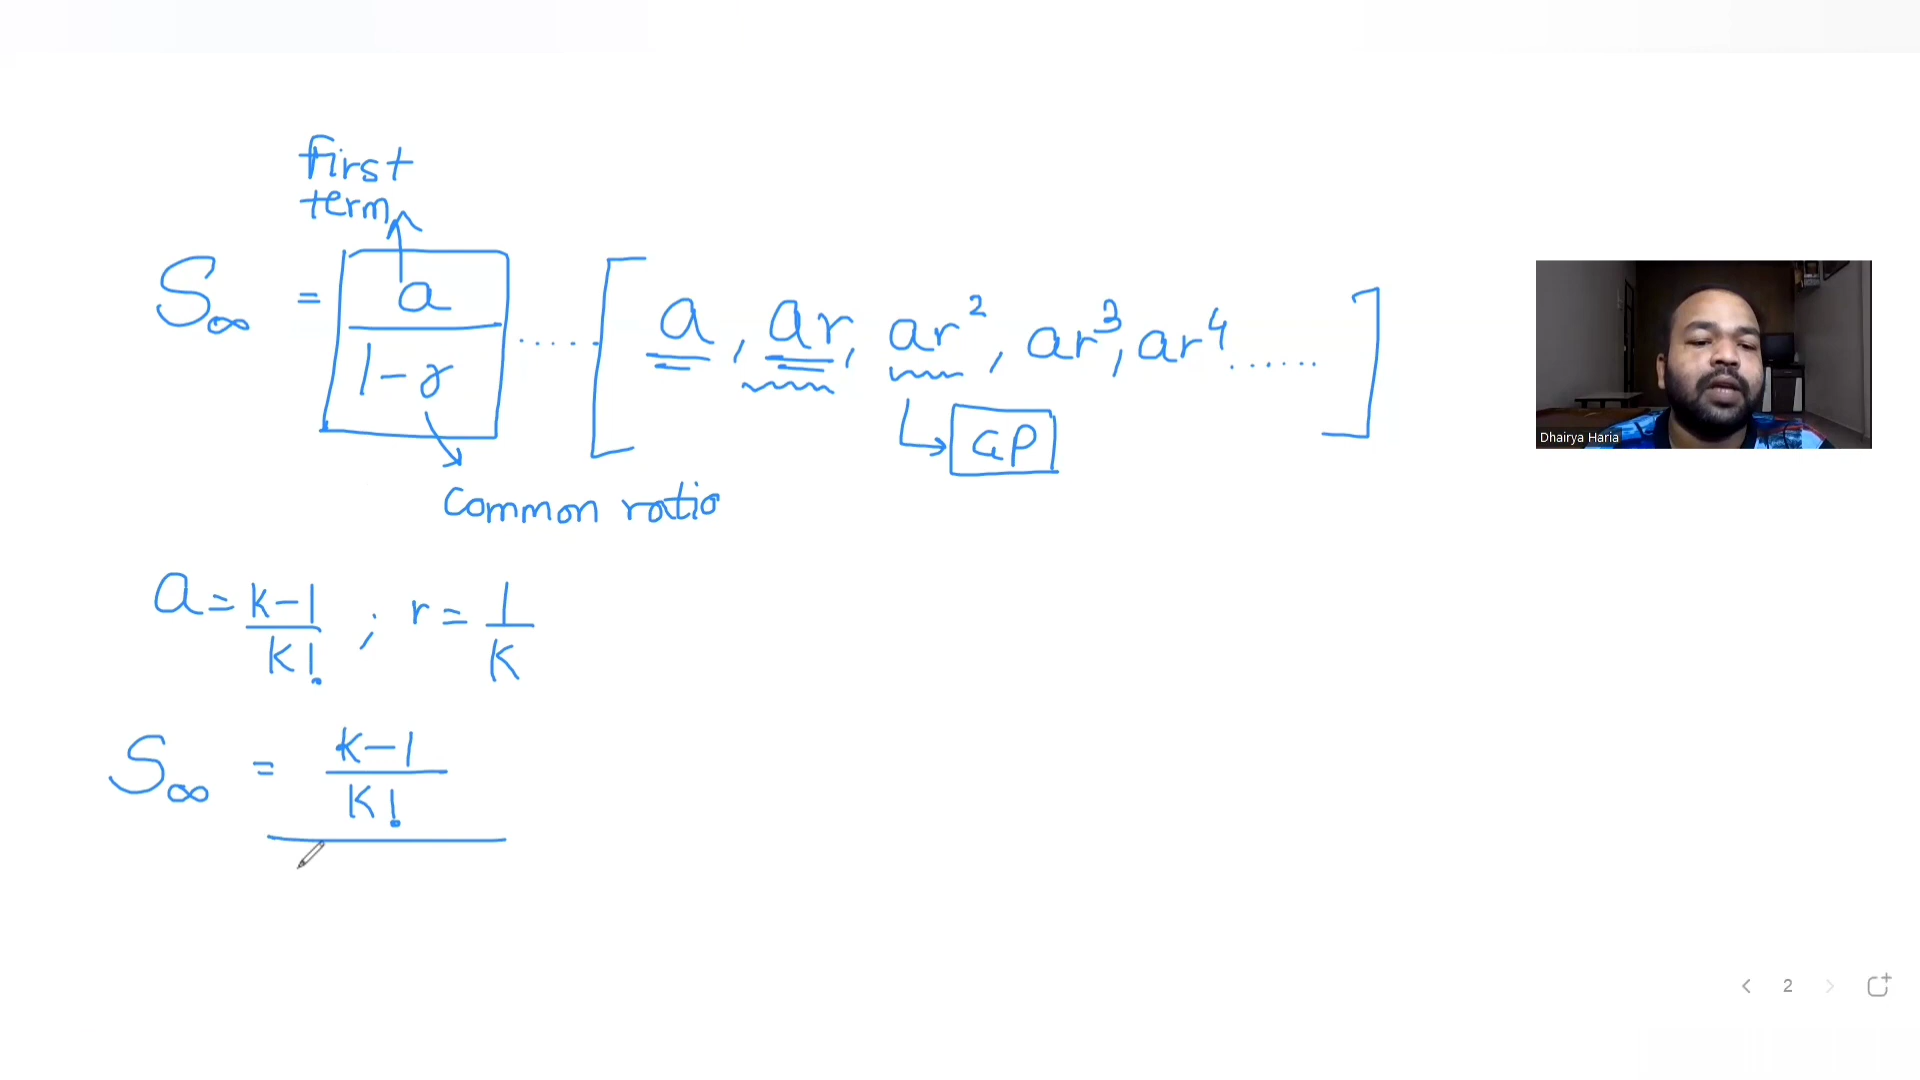 first
term
S∞ = a / 1-r ..... [ a, ar, ar², ar³, ar⁴ ...... ]
GP
common ratio
a = k-1 / k! ; r = 1 / k
S∞ = k-1 / k!
Dhairya Haria
2